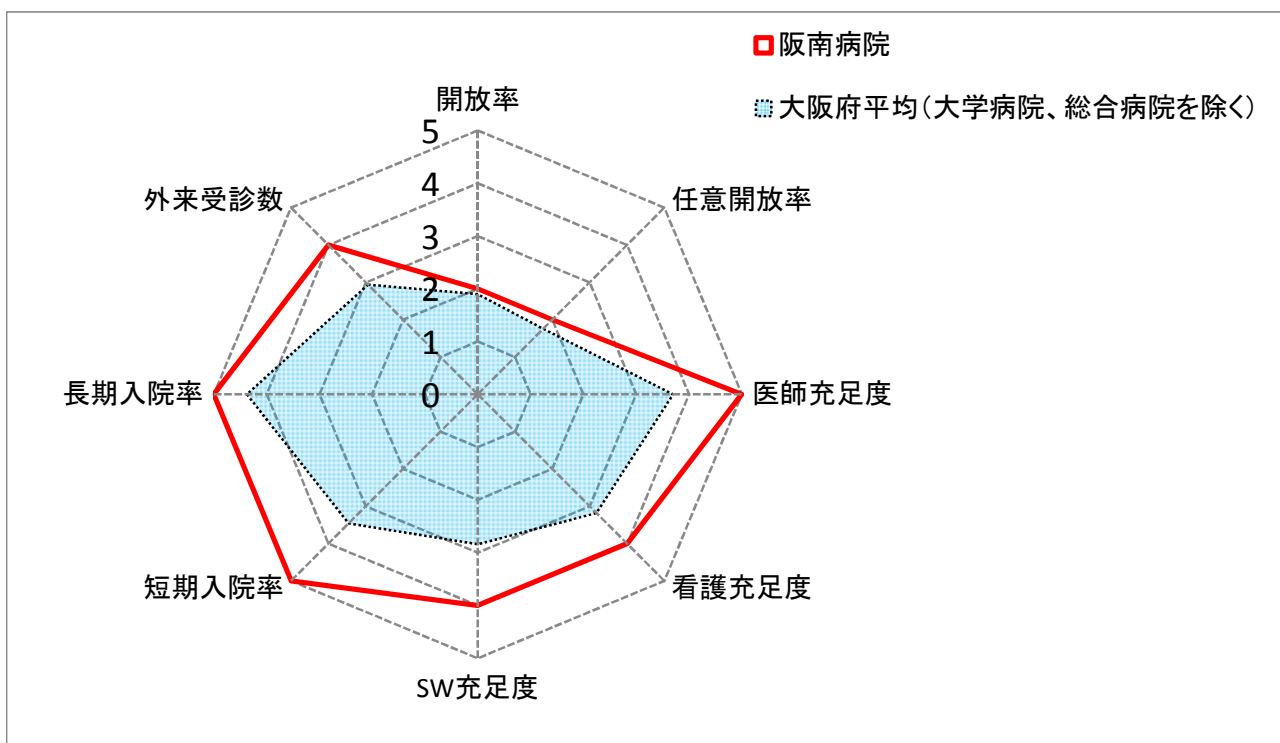 阪南病院
大阪府平均(大学病院、総合病院を除く)
開放率
任意開放率
医師充足度
看護充足度
SW充足度
短期入院率
長期入院率
外来受診数
5
4
3
2
1
0